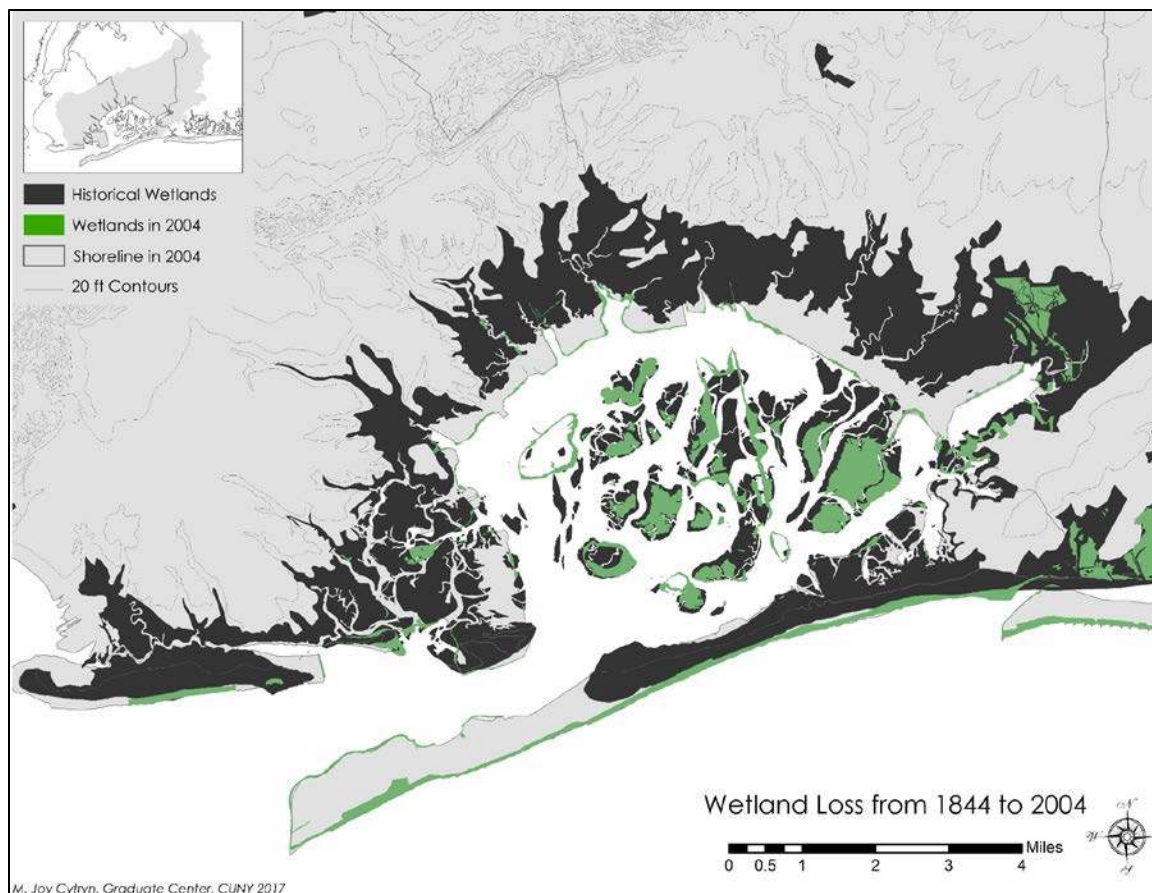 Historical Wetlands
Wetlands in 2004
Shoreline in 2004
20 ft Contours
Wetland Loss from 1844 to 2004
N
W
S
Miles
0 0.5 1 2 3 4
M. Joy Cytryn, Graduate Center, CUNY 2017